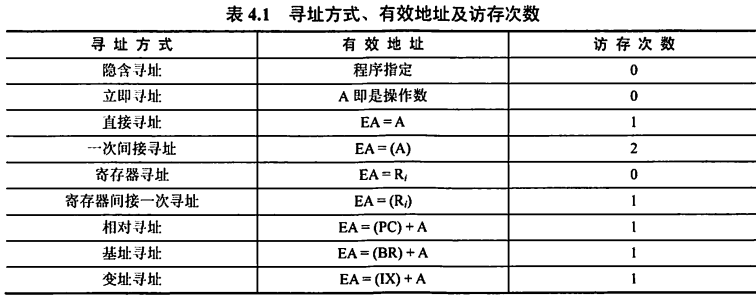 表 4.1 寻址方式、有效地址及访存次数
寻址方式 有效地址 访存次数
隐含寻址 程序指定 0
立即寻址 A 即是操作数 0
直接寻址 EA = A 1
一次间接寻址 EA = (A) 2
寄存器寻址 EA = Rᵢ 0
寄存器间接一次寻址 EA = (Rᵢ) 1
相对寻址 EA = (PC) + A 1
基址寻址 EA = (BR) + A 1
变址寻址 EA = (IX) + A 1